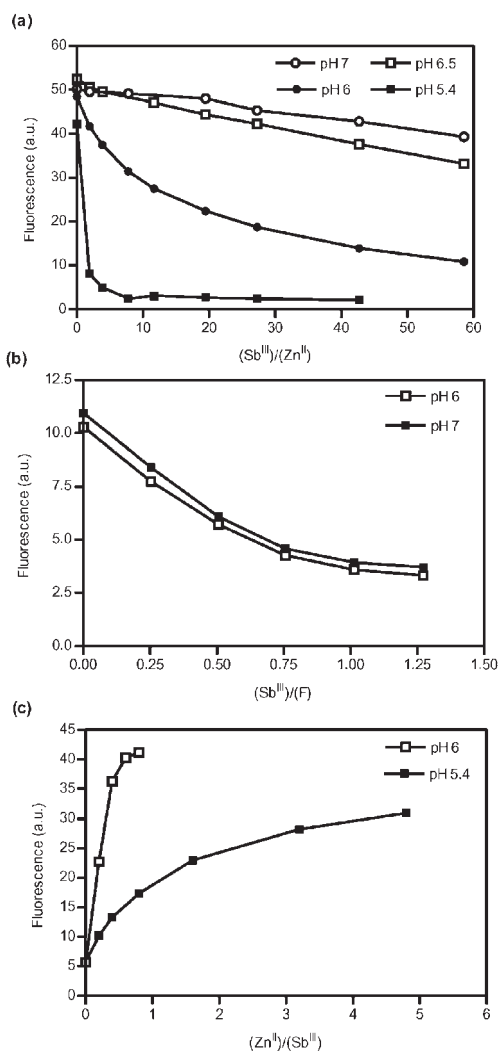 (a)
60
50
40
30
20
10
0
Fluorescence (a.u.)
pH 7
pH 6.5
pH 6
pH 5.4
0 10 20 30 40 50 60
(Sb^III)/(Zn^II)
(b)
12.5
10.0
7.5
5.0
2.5
0.0
Fluorescence (a.u.)
pH 6
pH 7
0.00 0.25 0.50 0.75 1.00 1.25 1.50
(Sb^III)/(F)
(c)
45
40
35
30
25
20
15
10
5
0
Fluorescence (a.u.)
pH 6
pH 5.4
0 1 2 3 4 5 6
(Zn^II)/(Sb^III)